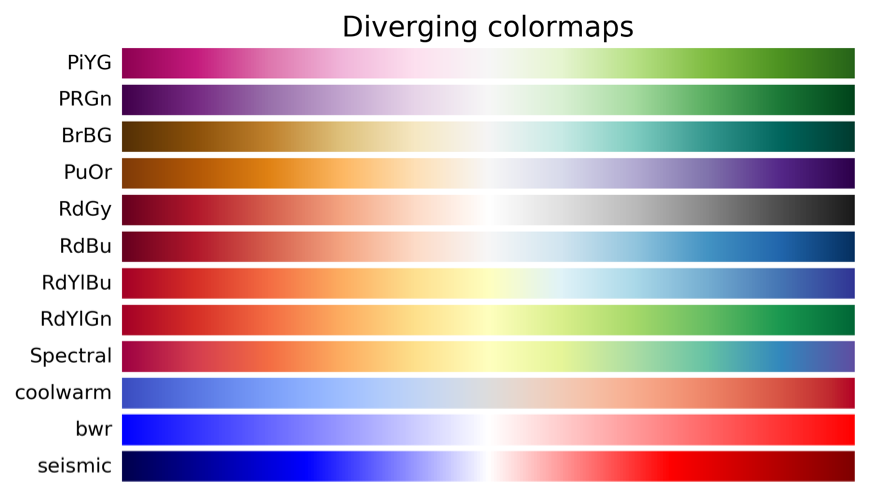 Diverging colormaps
PiYG
PRGn
BrBG
PuOr
RdGy
RdBu
RdYlBu
RdYlGn
Spectral
coolwarm
bwr
seismic